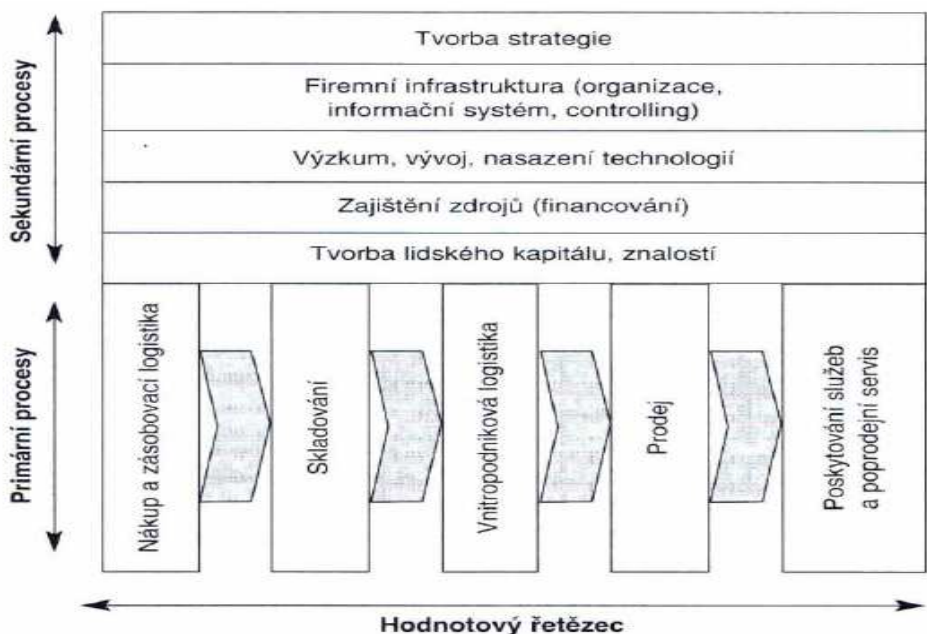 Sekundární procesy
Tvorba strategie
Firemní infrastruktura (organizace,
informační systém, controlling)
Výzkum, vývoj, nasazení technologií
Zajištění zdrojů (financování)
Tvorba lidského kapitálu, znalostí
Primární procesy
Nákup a zásobovací logistika
Skladování
Vnitropodniková logistika
Prodej
Poskytování služeb
a poprodejní servis
Hodnotový řetězec